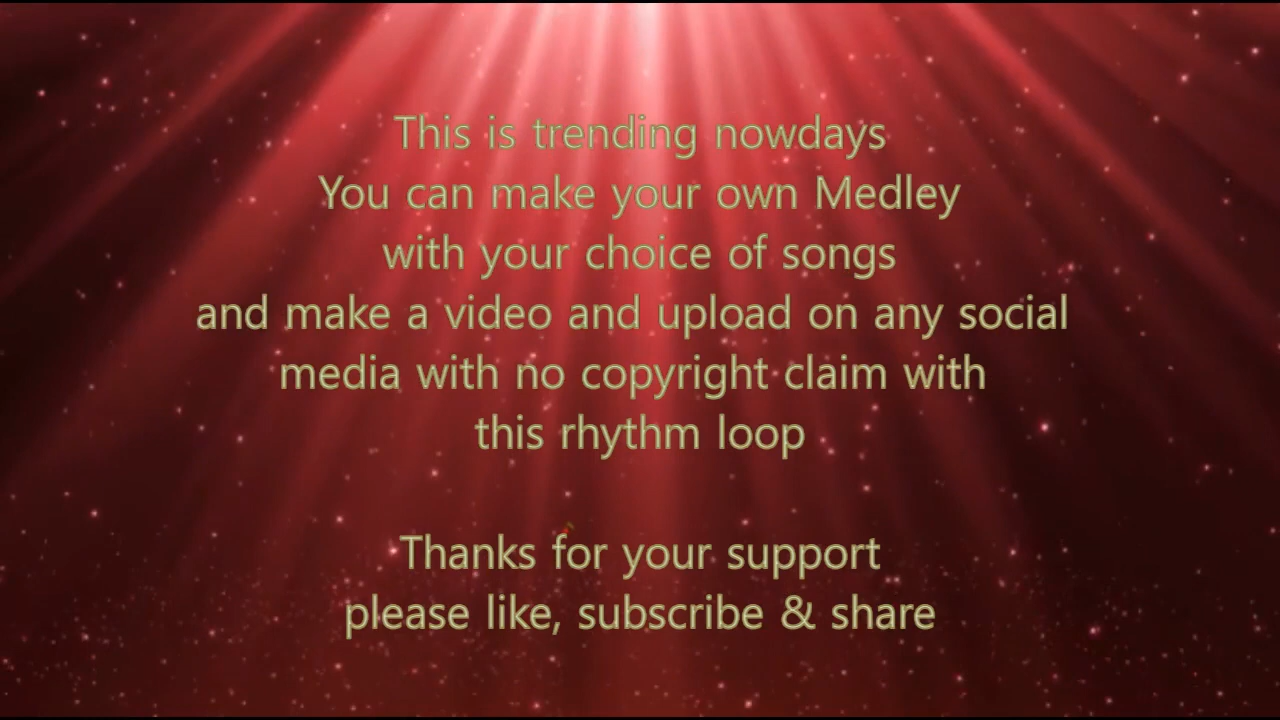 This is trending nowdays
You can make your own Medley
with your choice of songs
and make a video and upload on any social
media with no copyright claim with
this rhythm loop
Thanks for your support
please like, subscribe & share